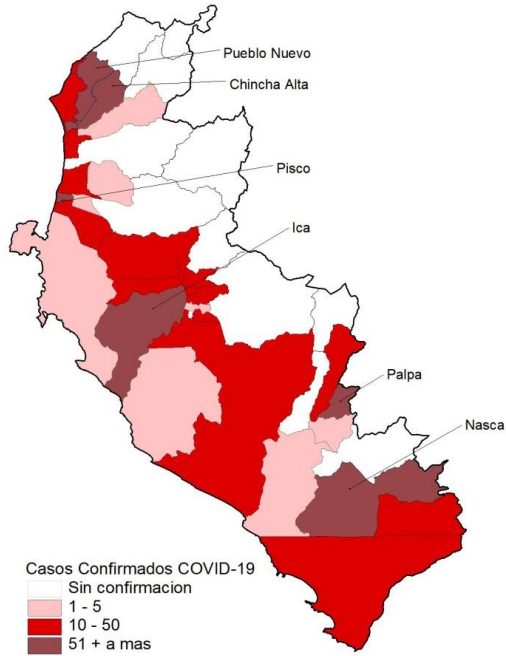 Pueblo Nuevo
Chincha Alta
Pisco
Ica
Palpa
Nasca
Casos Confirmados COVID-19
Sin confirmacion
1 - 5
10 - 50
51 + a mas